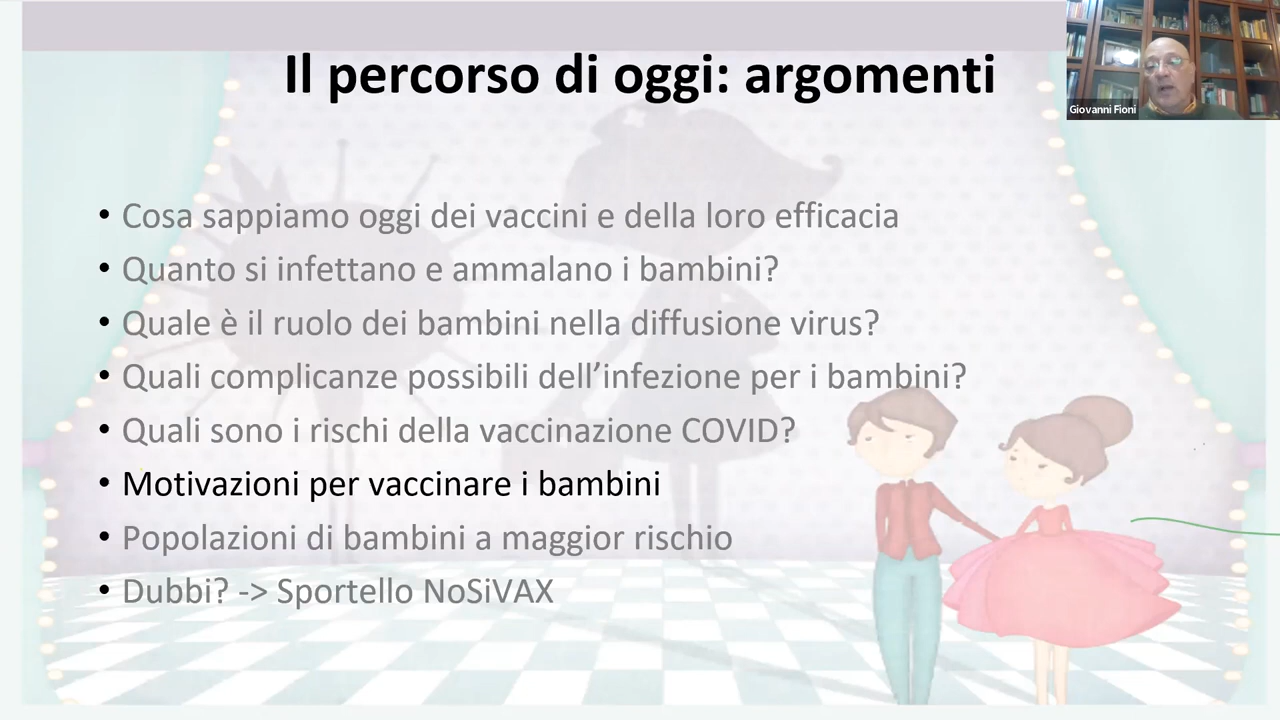 Il percorso di oggi: argomenti
Giovanni Fioni
• Cosa sappiamo oggi dei vaccini e della loro efficacia
• Quanto si infettano e ammalano i bambini?
• Quale è il ruolo dei bambini nella diffusione virus?
• Quali complicanze possibili dell’infezione per i bambini?
• Quali sono i rischi della vaccinazione COVID?
• Motivazioni per vaccinare i bambini
• Popolazioni di bambini a maggior rischio
• Dubbi? -> Sportello NoSiVAX